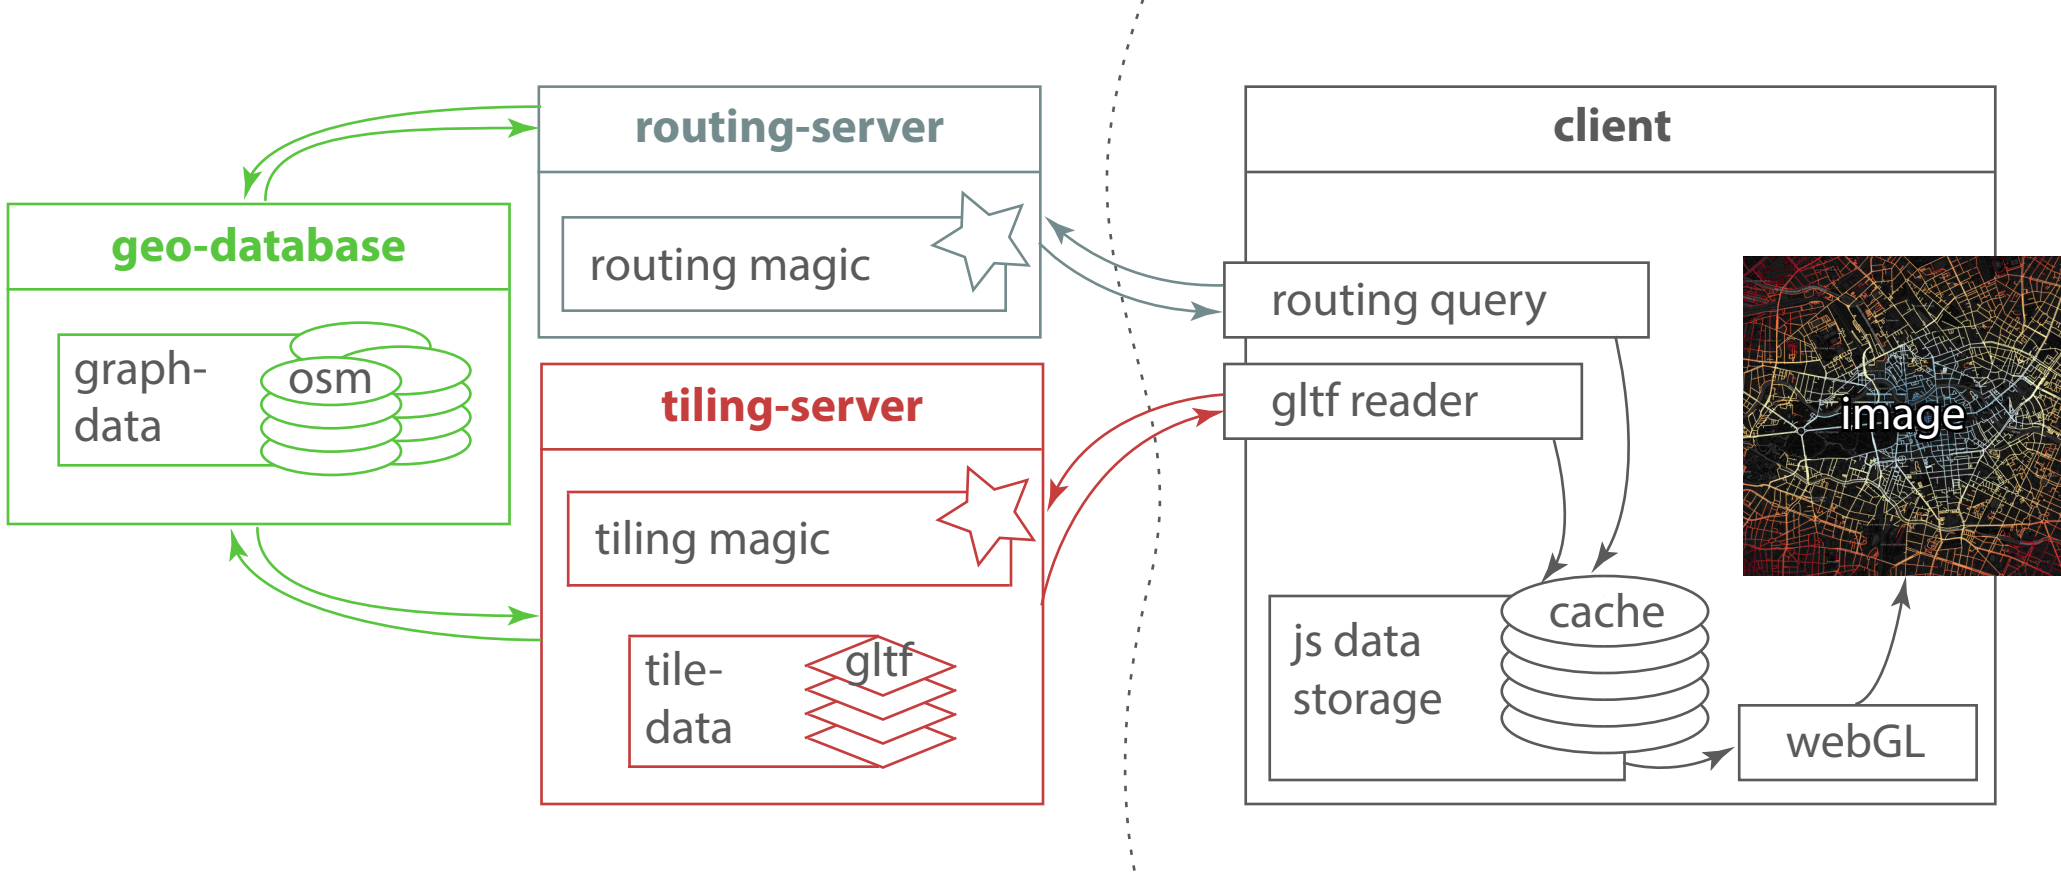 geo-database
graph-
data
osm
routing-server
routing magic
tiling-server
tiling magic
tile-
data
gltf
client
routing query
gltf reader
image
js data
storage
cache
webGL